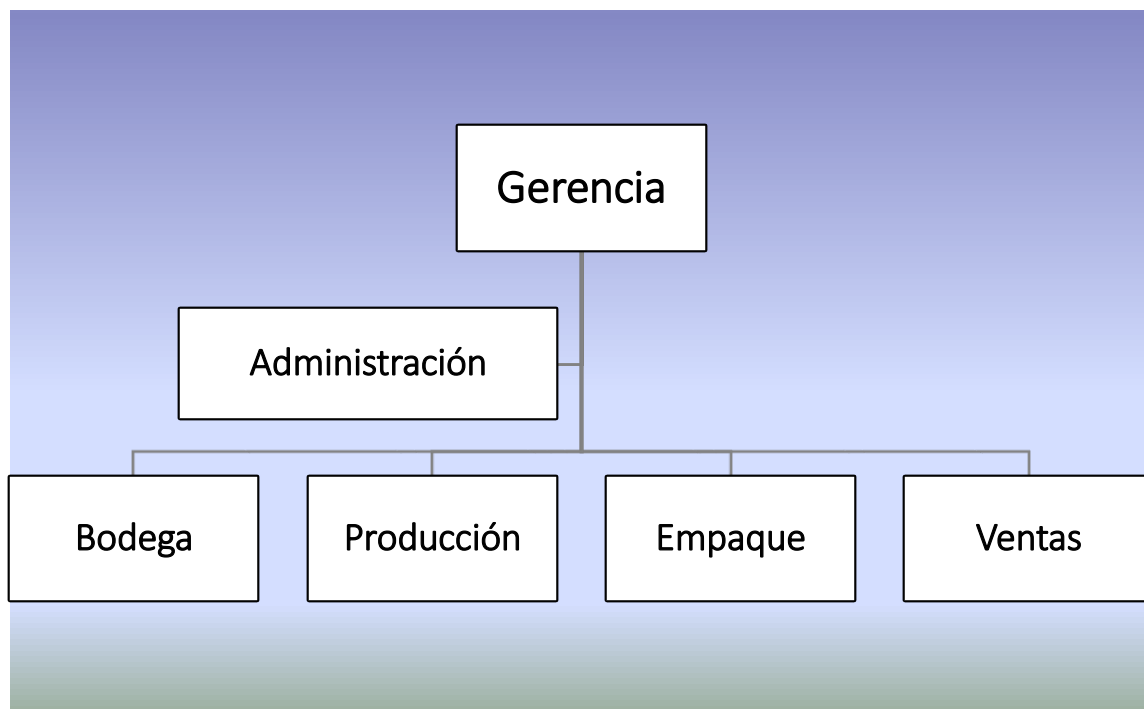 Gerencia
Administración
Bodega
Producción
Empaque
Ventas